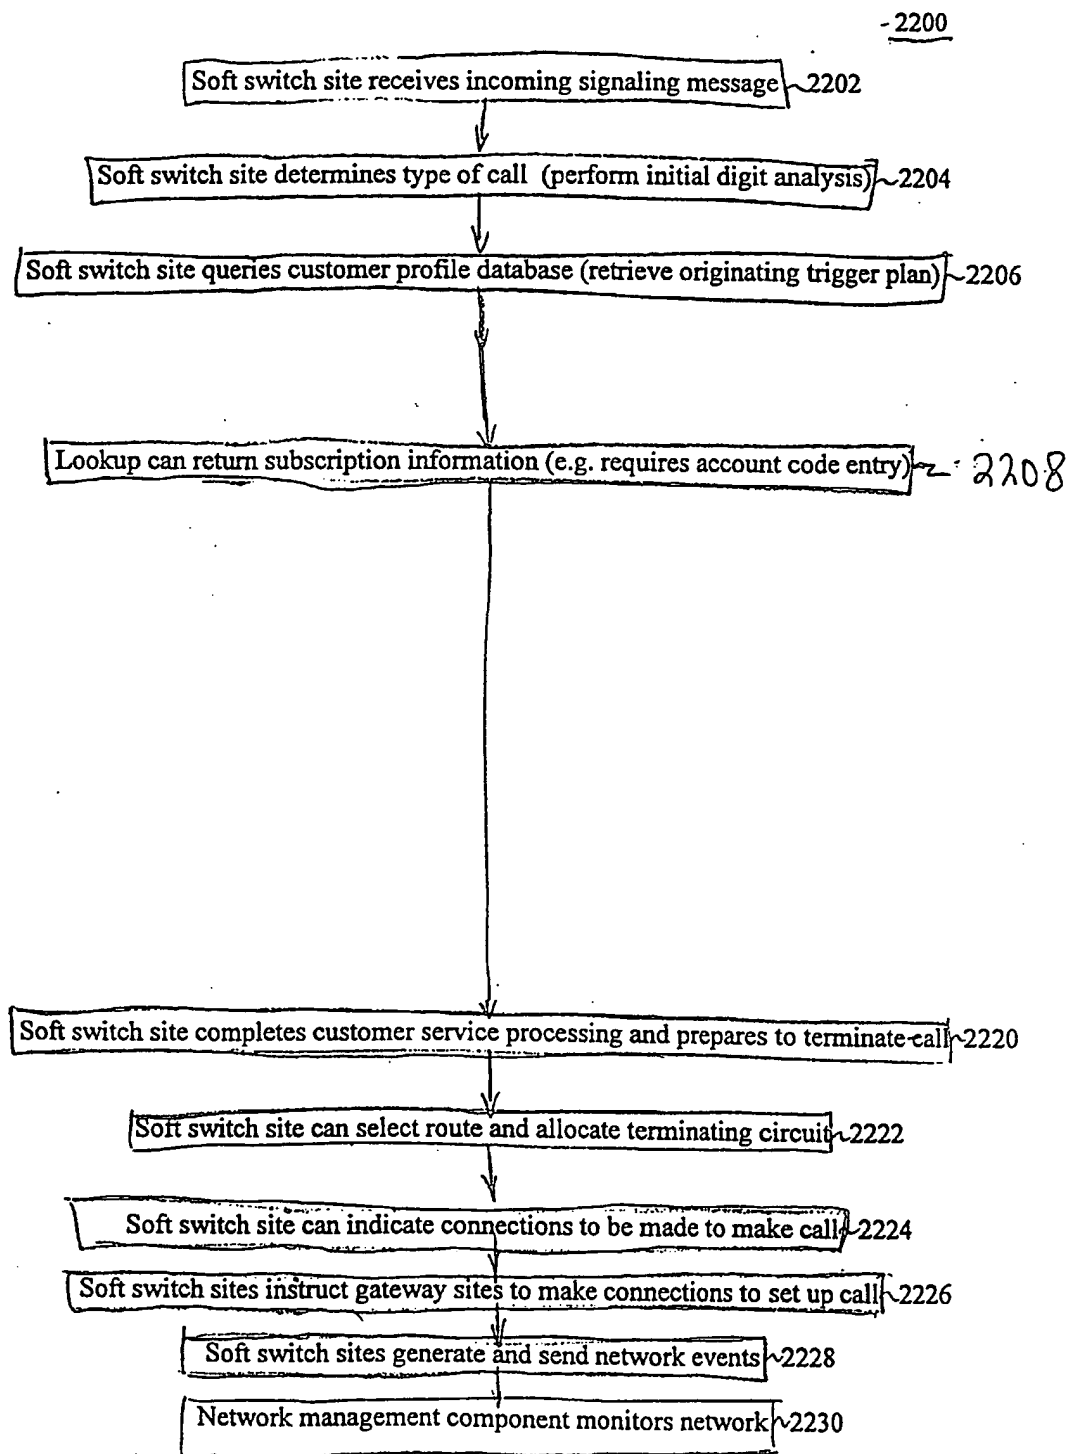 2200
Soft switch site receives incoming signaling message 2202
Soft switch site determines type of call (perform initial digit analysis) 2204
Soft switch site queries customer profile database (retrieve originating trigger plan) 2206
Lookup can return subscription information (e.g. requires account code entry) 2208
Soft switch site completes customer service processing and prepares to terminate call 2220
Soft switch site can select route and allocate terminating circuit 2222
Soft switch site can indicate connections to be made to make call 2224
Soft switch sites instruct gateway sites to make connections to set up call 2226
Soft switch sites generate and send network events 2228
Network management component monitors network 2230